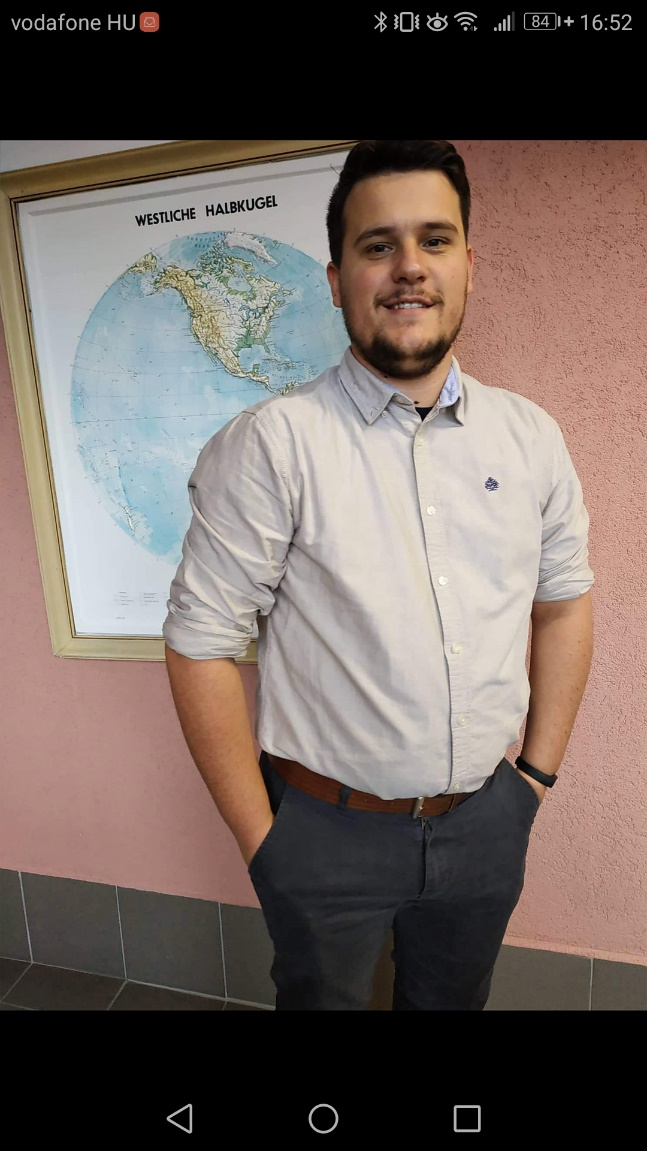 vodafone HU
84
16:52
WESTLICHE HALBKUGEL